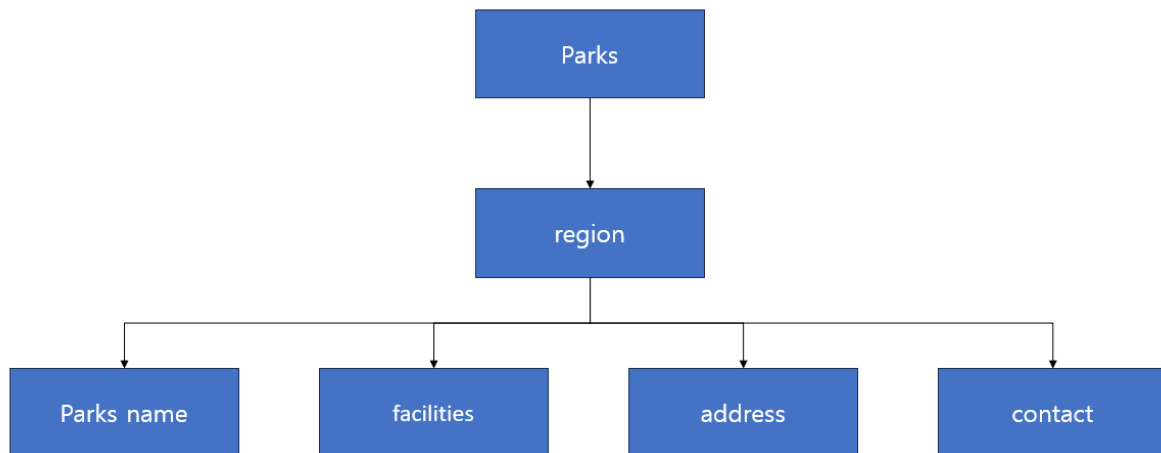 Parks
region
Parks name
facilities
address
contact